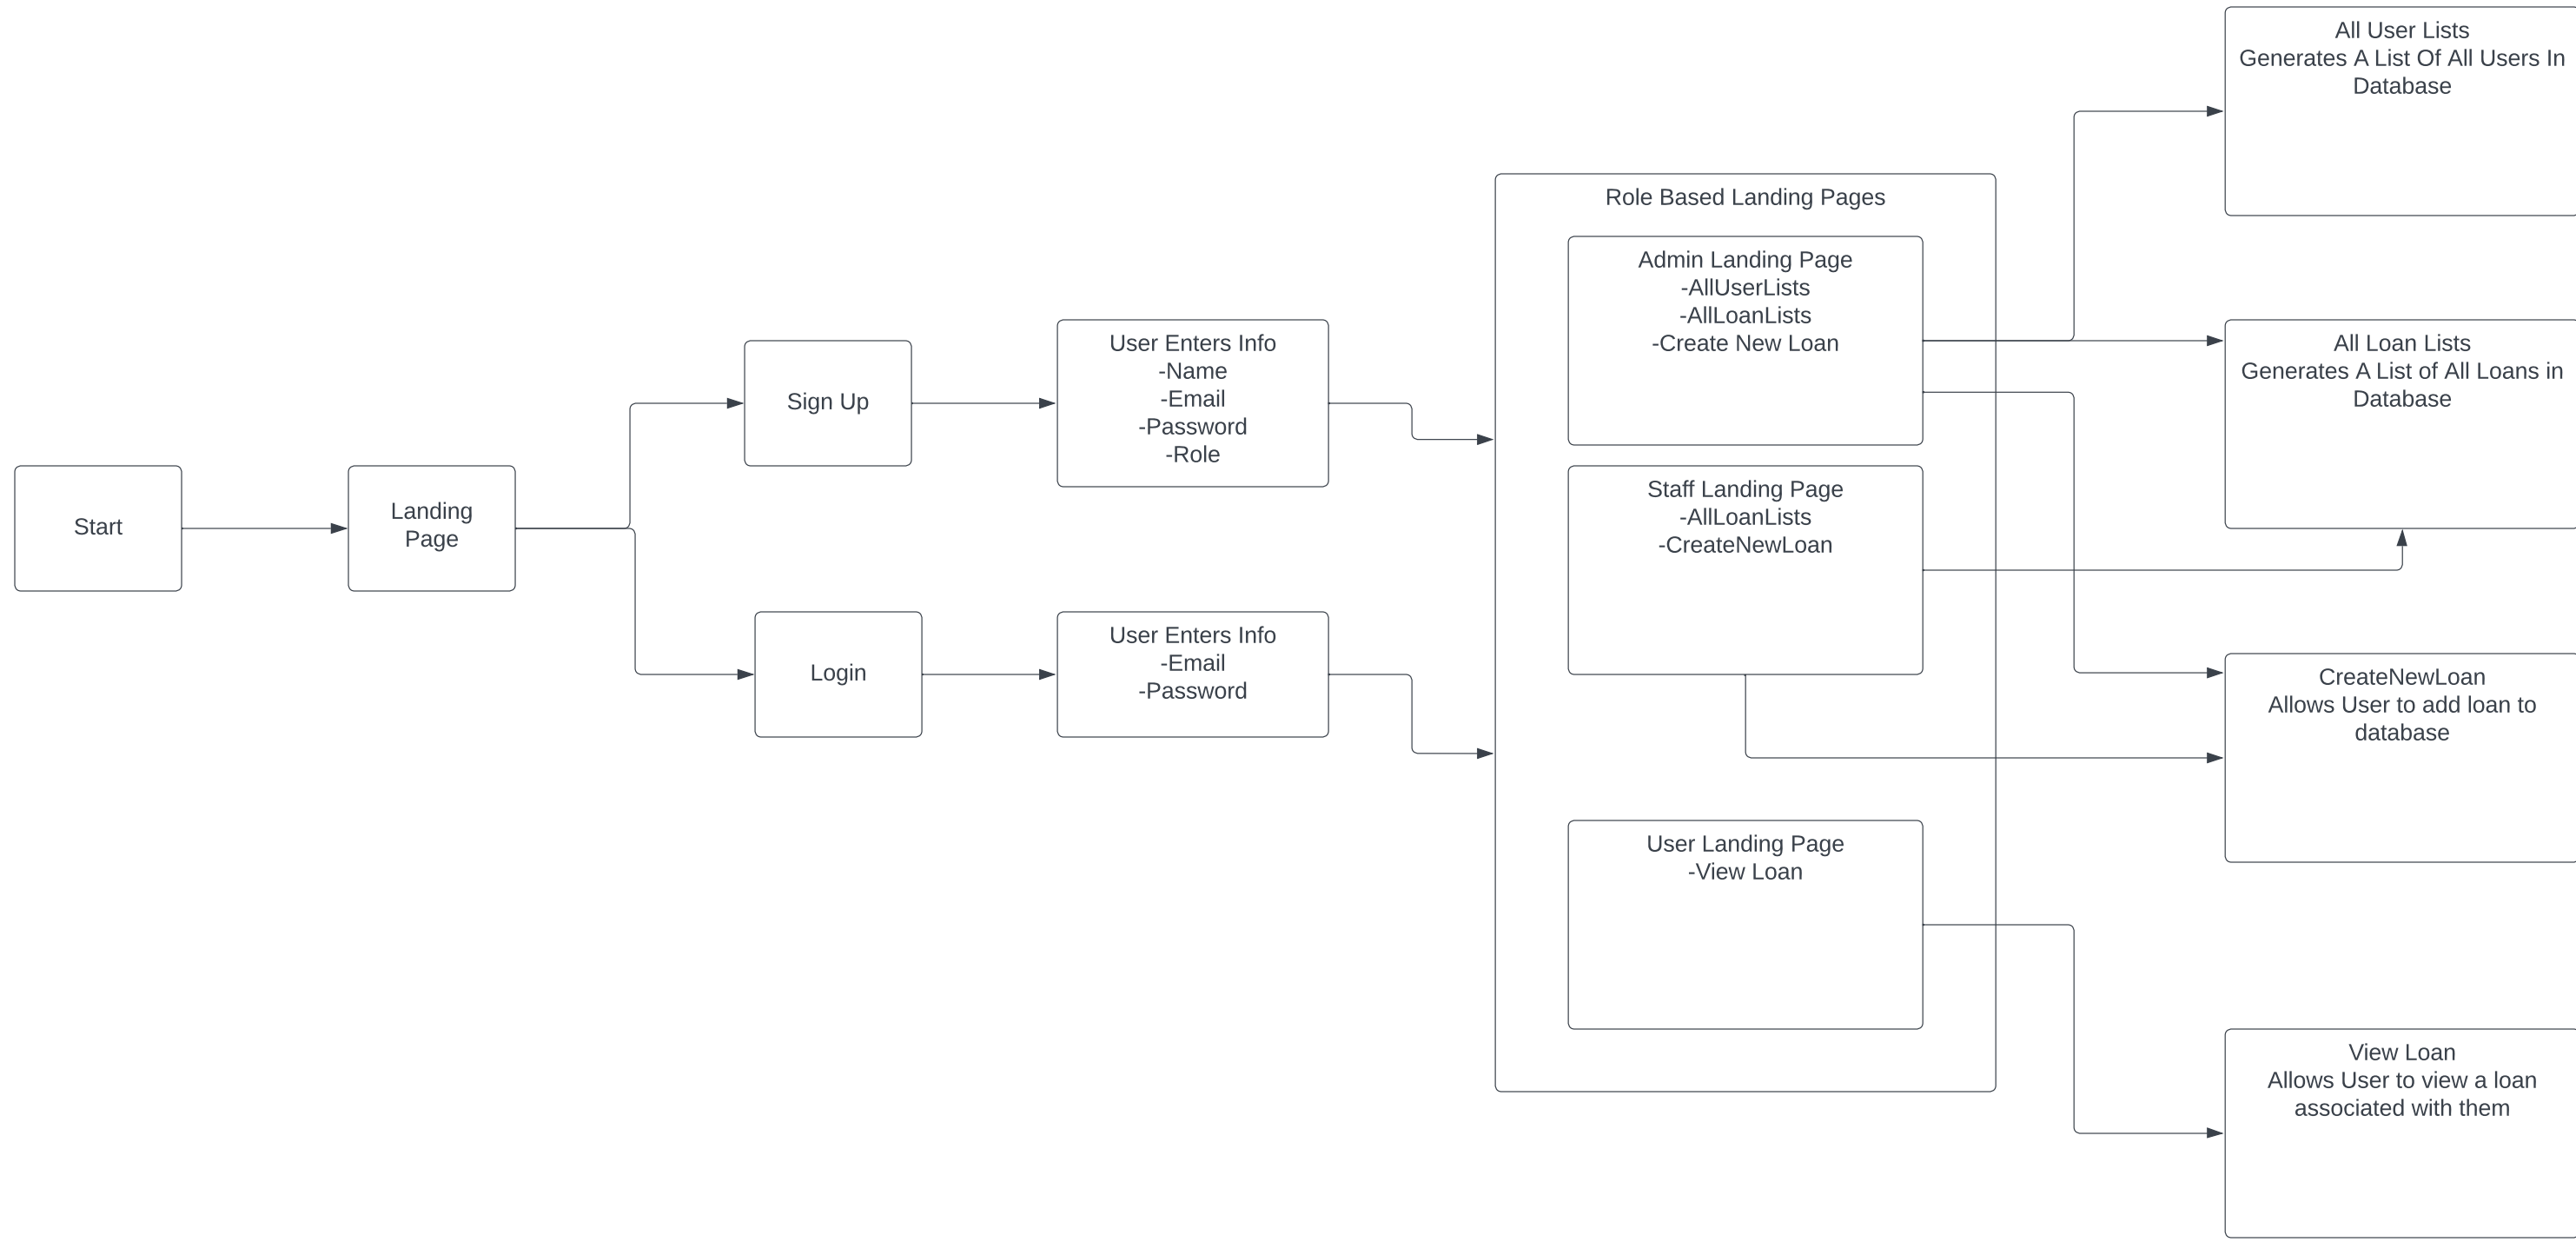 Start
Landing
Page
Sign Up
Login
User Enters Info
-Name
-Email
-Password
-Role
User Enters Info
-Email
-Password
Role Based Landing Pages
Admin Landing Page
-AllUserLists
-AllLoanLists
-Create New Loan
Staff Landing Page
-AllLoanLists
-CreateNewLoan
User Landing Page
-View Loan
All User Lists
Generates A List Of All Users In
Database
All Loan Lists
Generates A List of All Loans in
Database
CreateNewLoan
Allows User to add loan to
database
View Loan
Allows User to view a loan
associated with them